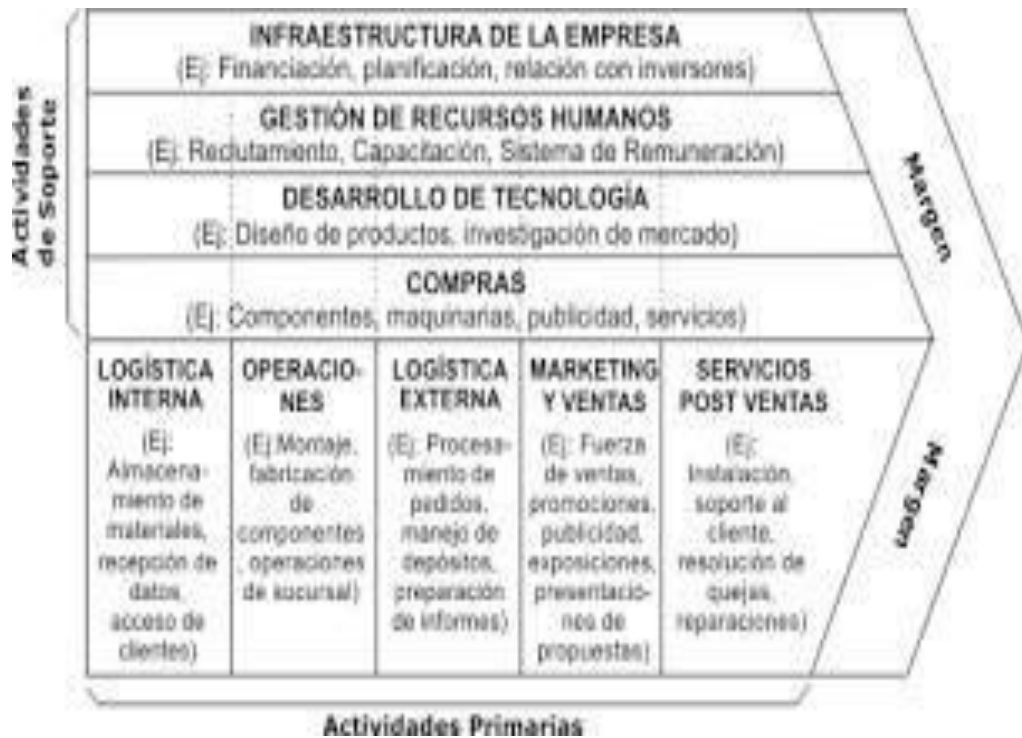 Actividades
de Soporte
INFRAESTRUCTURA DE LA EMPRESA
(Ej: Financiación, planificación, relación con inversores)
GESTIÓN DE RECURSOS HUMANOS
(Ej: Reclutamiento, Capacitación, Sistema de Remuneración)
DESARROLLO DE TECNOLOGÍA
(Ej: Diseño de productos, investigación de mercado)
COMPRAS
(Ej: Componentes, maquinarias, publicidad, servicios)
Margen
LOGÍSTICA
INTERNA
(Ej:
Almacena-
miento de
materiales,
recepción de
datos,
acceso de
clientes)
OPERACIO-
NES
(Ej:Montaje,
fabricación
de
componentes
, operaciones
de sucursal)
LOGÍSTICA
EXTERNA
(Ej: Procesa-
miento de
pedidos,
manejo de
depósitos,
preparación
de informes)
MARKETING
Y VENTAS
(Ej: Fuerza
de ventas,
promociones,
publicidad,
exposiciones,
presentacio-
nes de
propuestas)
SERVICIOS
POST VENTAS
(Ej:
Instalación,
soporte al
cliente,
resolución de
quejas,
reparaciones)
Margen
Actividades Primarias